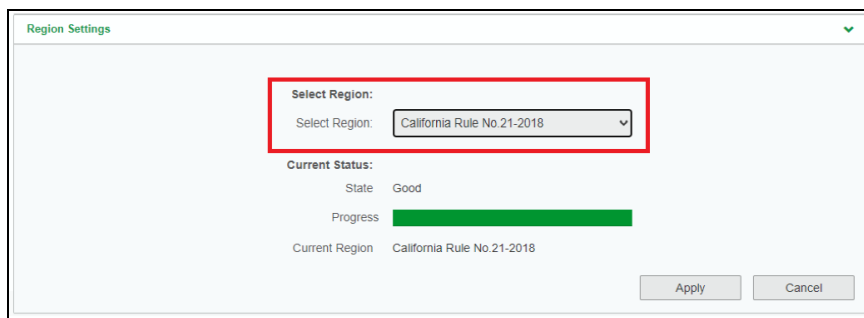 Region Settings
Select Region:
Select Region: California Rule No.21-2018
Current Status:
State Good
Progress
Current Region California Rule No.21-2018
Apply Cancel